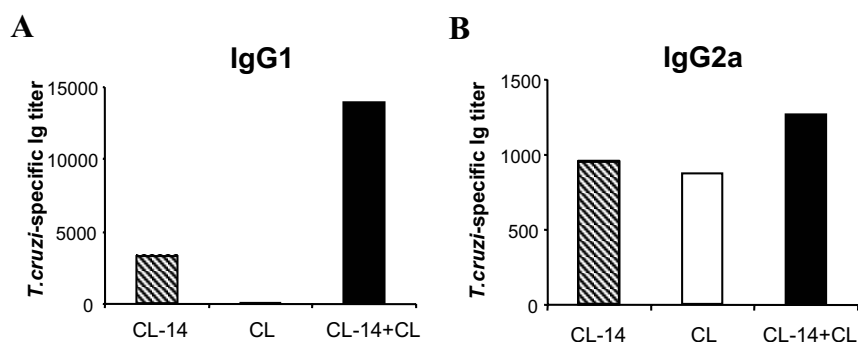 A
IgG1
T.cruzi-specific Ig titer
15000
10000
5000
0
CL-14 CL CL-14+CL
B
IgG2a
T.cruzi-specific Ig titer
1500
1000
500
0
CL-14 CL CL-14+CL